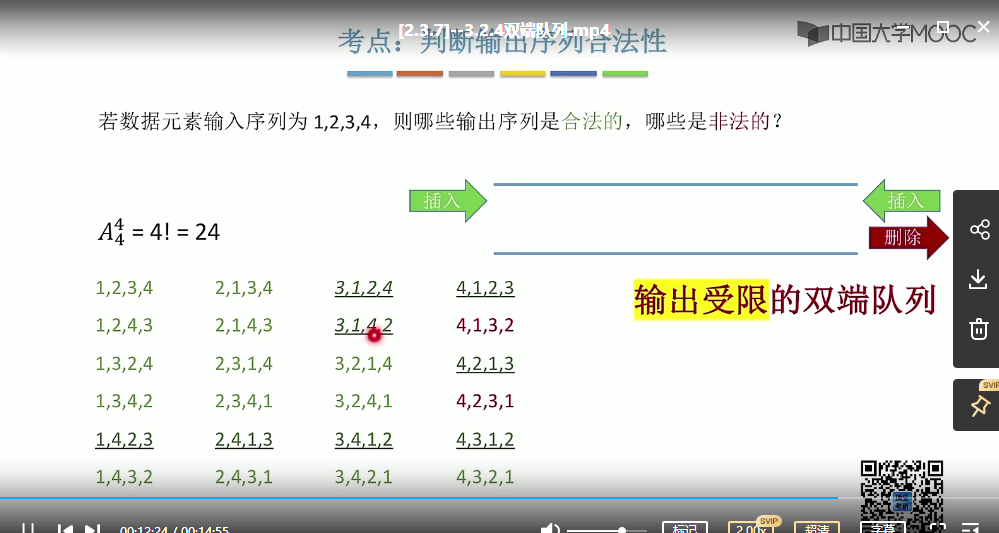 [2.3.7]--3.2.4双端队列.mp4
中国大学MOOC
考点：判断输出序列合法性
若数据元素输入序列为 1,2,3,4，则哪些输出序列是合法的，哪些是非法的？
插入
插入
删除
A₄⁴ = 4! = 24
输出受限的双端队列
1,2,3,4 2,1,3,4 3,1,2,4 4,1,2,3
1,2,4,3 2,1,4,3 3,1,4,2 4,1,3,2
1,3,2,4 2,3,1,4 3,2,1,4 4,2,1,3
1,3,4,2 2,3,4,1 3,2,4,1 4,2,3,1
1,4,2,3 2,4,1,3 3,4,1,2 4,3,1,2
1,4,3,2 2,4,3,1 3,4,2,1 4,3,2,1
SVIP
00:12:24 / 00:14:55
标记
2.00x
SVIP
超清
字幕